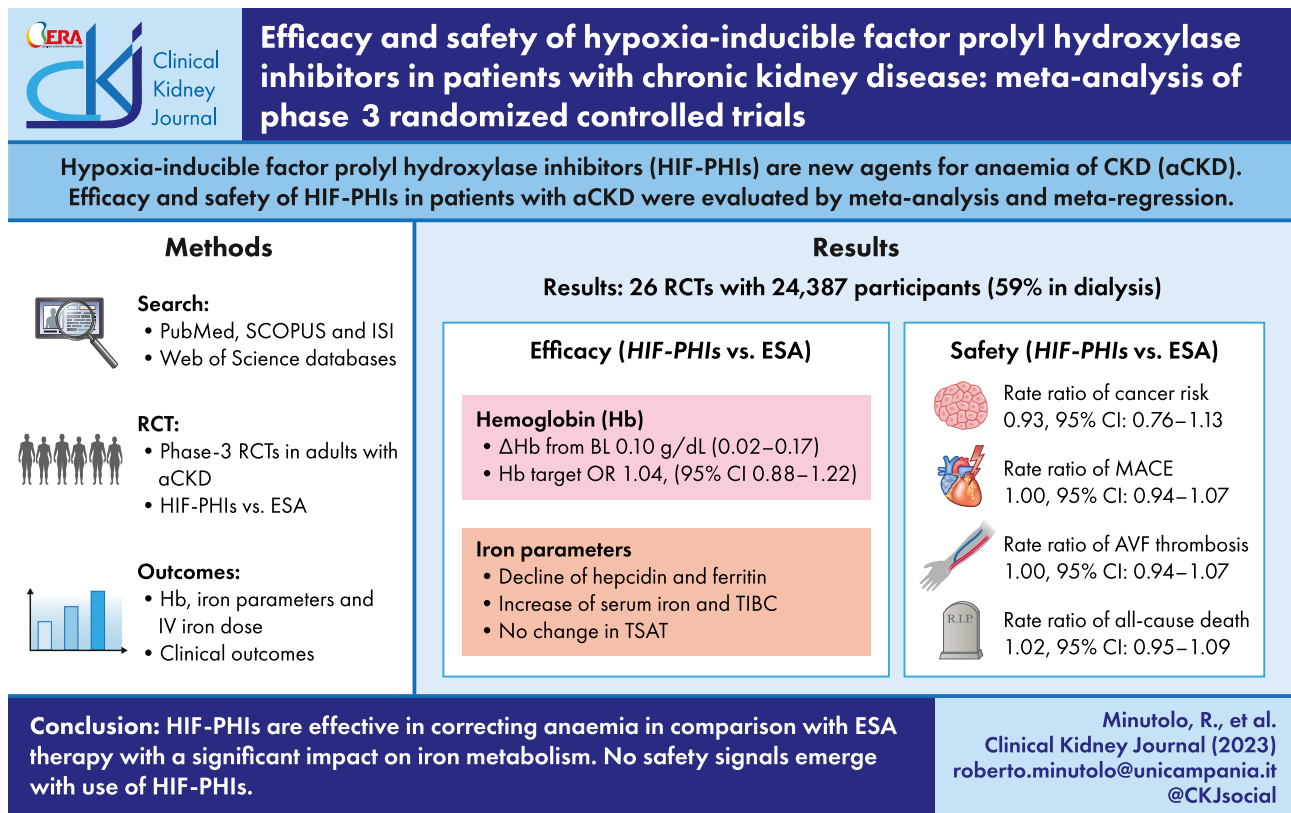 ERA
CKJ
Clinical
Kidney
Journal
Efficacy and safety of hypoxia-inducible factor prolyl hydroxylase
inhibitors in patients with chronic kidney disease: meta-analysis of
phase 3 randomized controlled trials
Hypoxia-inducible factor prolyl hydroxylase inhibitors (HIF-PHIs) are new agents for anaemia of CKD (aCKD).
Efficacy and safety of HIF-PHIs in patients with aCKD were evaluated by meta-analysis and meta-regression.
Methods
Search:
• PubMed, SCOPUS and ISI
• Web of Science databases
RCT:
• Phase-3 RCTs in adults with
aCKD
• HIF-PHIs vs. ESA
Outcomes:
• Hb, iron parameters and
IV iron dose
• Clinical outcomes
Results
Results: 26 RCTs with 24,387 participants (59% in dialysis)
Efficacy (HIF-PHIs vs. ESA)
Hemoglobin (Hb)
• ΔHb from BL 0.10 g/dL (0.02–0.17)
• Hb target OR 1.04, (95% CI 0.88–1.22)
Iron parameters
• Decline of hepcidin and ferritin
• Increase of serum iron and TIBC
• No change in TSAT
Safety (HIF-PHIs vs. ESA)
Rate ratio of cancer risk
0.93, 95% CI: 0.76–1.13
Rate ratio of MACE
1.00, 95% CI: 0.94–1.07
Rate ratio of AVF thrombosis
1.00, 95% CI: 0.94–1.07
R.I.P.
Rate ratio of all-cause death
1.02, 95% CI: 0.95–1.09
Conclusion: HIF-PHIs are effective in correcting anaemia in comparison with ESA
therapy with a significant impact on iron metabolism. No safety signals emerge
with use of HIF-PHIs.
Minutolo, R., et al.
Clinical Kidney Journal (2023)
roberto.minutolo@unicampania.it
@CKJsocial